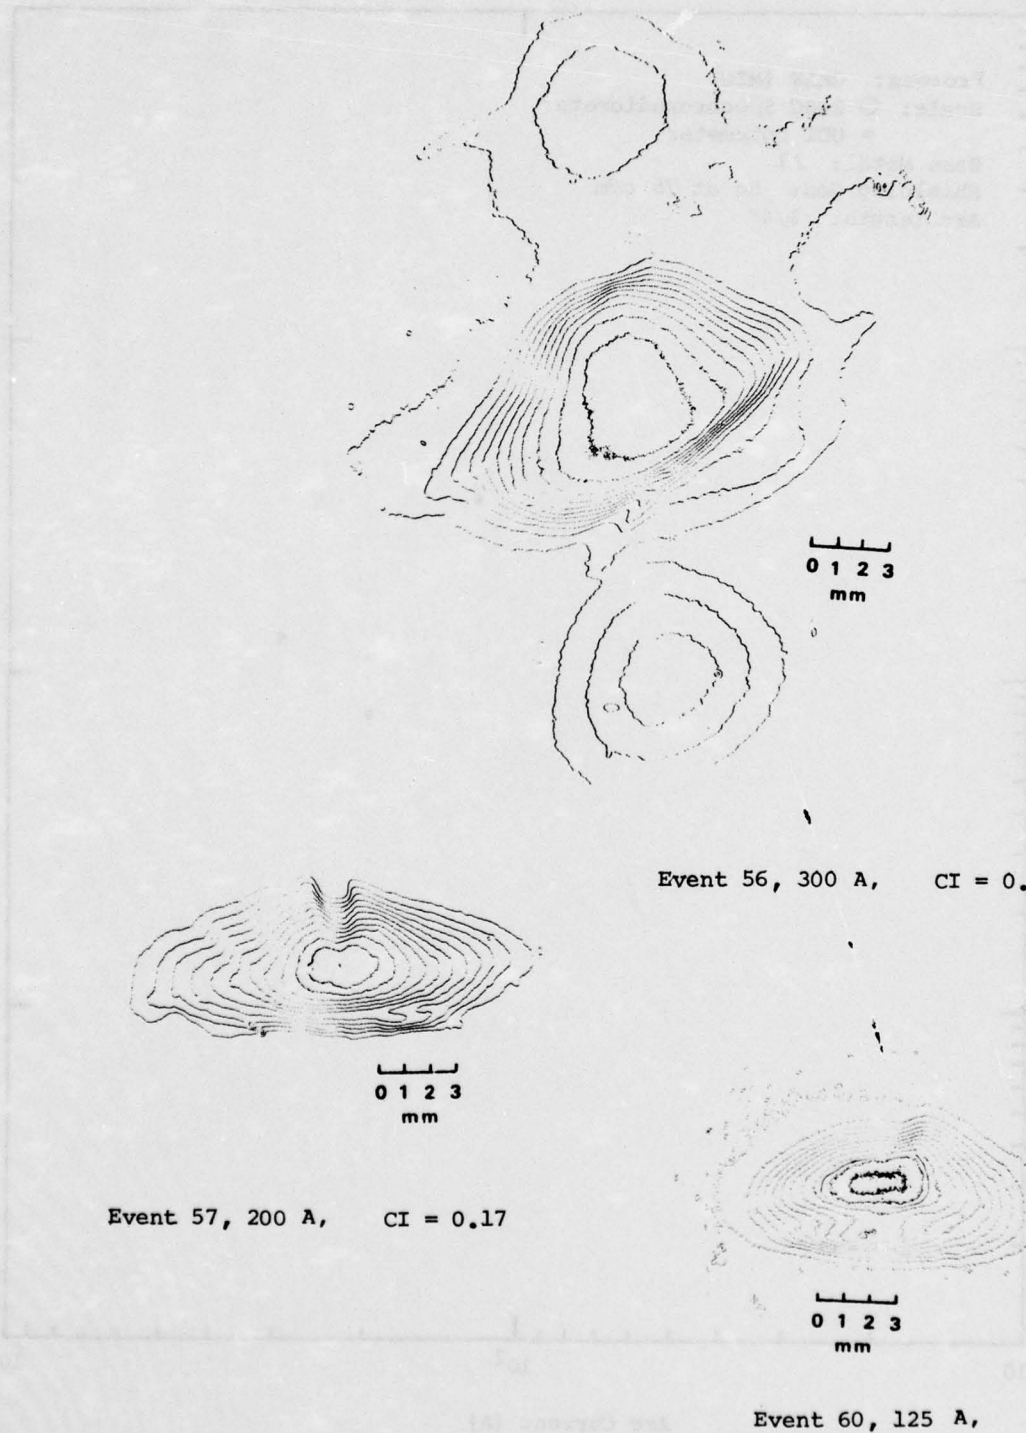 0 1 2 3
mm
Event 56, 300 A, CI = 0.
0 1 2 3
mm
Event 57, 200 A, CI = 0.17
0 1 2 3
mm
Event 60, 125 A,